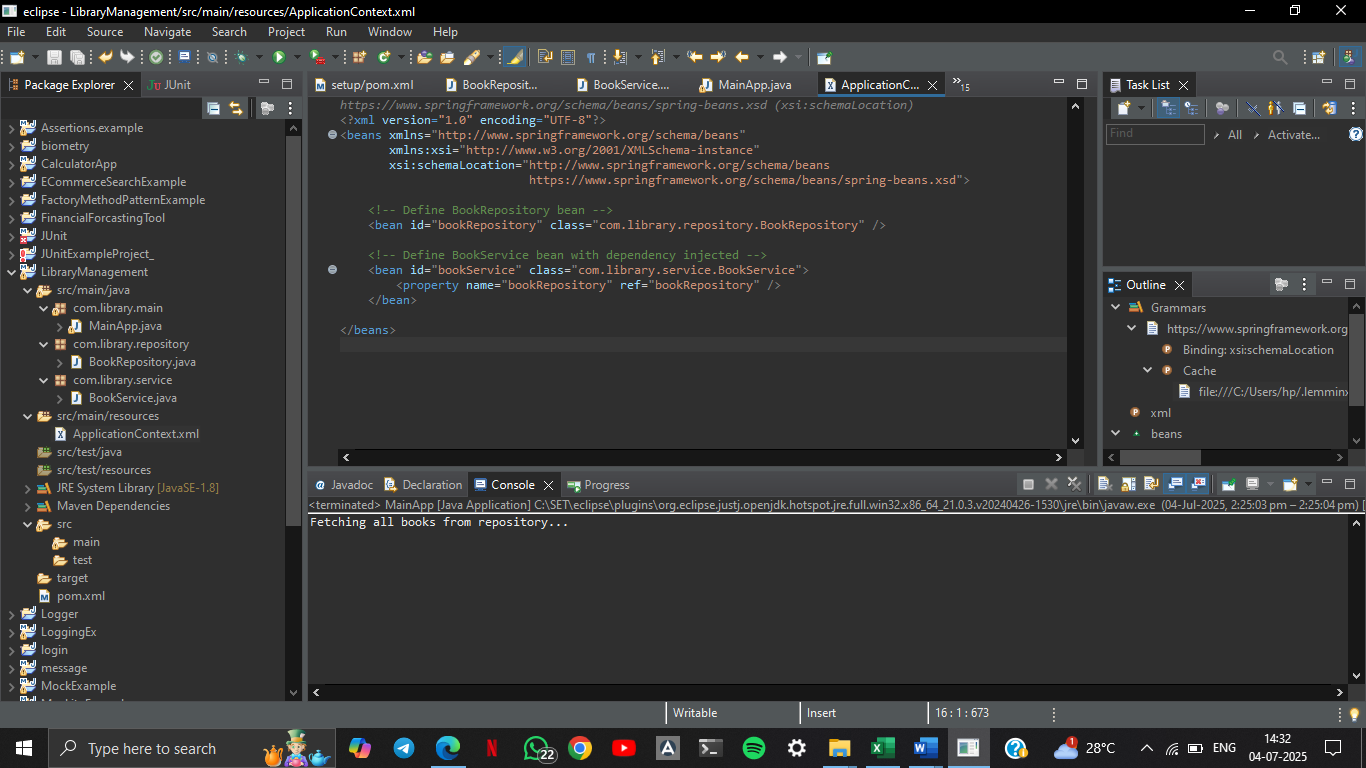 eclipse - LibraryManagement/src/main/resources/ApplicationContext.xml
File Edit Source Navigate Search Project Run Window Help
Package Explorer
JUnit
Assertions.example
biometry
CalculatorApp
ECommerceSearchExample
FactoryMethodPatternExample
FinancialForcastingTool
JUnit
JUnitExampleProject_
LibraryManagement
src/main/java
com.library.main
MainApp.java
com.library.repository
BookRepository.java
com.library.service
BookService.java
src/main/resources
ApplicationContext.xml
src/test/java
src/test/resources
JRE System Library [JavaSE-1.8]
Maven Dependencies
src
main
test
target
pom.xml
Logger
LoggingEx
login
message
MockExample
setup/pom.xml BookReposit... BookService.... MainApp.java ApplicationC... 15
https://www.springframework.org/schema/beans/spring-beans.xsd (xsi:schemaLocation)
<?xml version="1.0" encoding="UTF-8"?>
<beans xmlns="http://www.springframework.org/schema/beans"
xmlns:xsi="http://www.w3.org/2001/XMLSchema-instance"
xsi:schemaLocation="http://www.springframework.org/schema/beans
https://www.springframework.org/schema/beans/spring-beans.xsd">
<!-- Define BookRepository bean -->
<bean id="bookRepository" class="com.library.repository.BookRepository" />
<!-- Define BookService bean with dependency injected -->
<bean id="bookService" class="com.library.service.BookService">
<property name="bookRepository" ref="bookRepository" />
</bean>
</beans>
Task List
Find All Activate...
Outline
Grammars
https://www.springframework.org
Binding: xsi:schemaLocation
Cache
file:///C:/Users/hp/.lemminx
xml
beans
Javadoc Declaration Console Progress
<terminated> MainApp [Java Application] C:\SET\eclipse\plugins\org.eclipse.justj.openjdk.hotspot.jre.full.win32.x86_64_21.0.3.v20240426-1530\jre\bin\javaw.exe (04-Jul-2025, 2:25:03 pm – 2:25:04 pm) [
Fetching all books from repository...
Writable Insert 16 : 1 : 673
Type here to search
22
1
28°C
ENG
14:32
04-07-2025